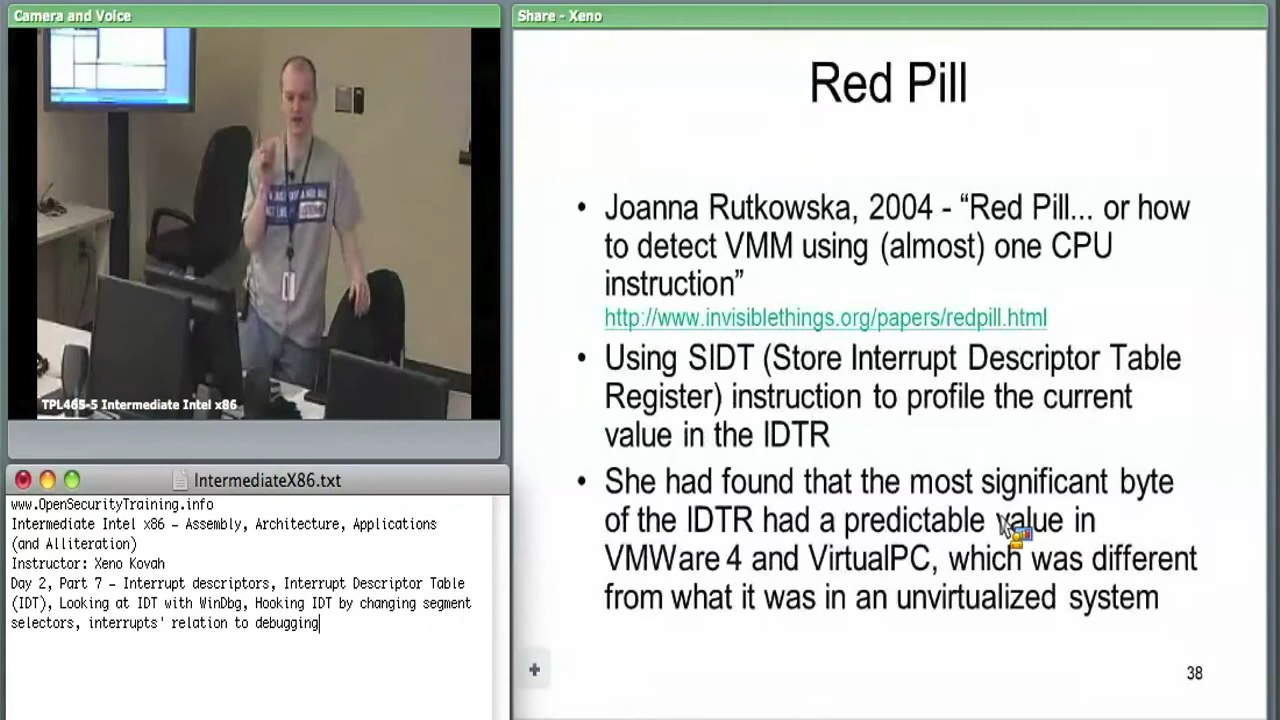 Camera and Voice
TPL465-5 Intermediate Intel x86
IntermediateX86.txt
www.OpenSecurityTraining.info
Intermediate Intel x86 – Assembly, Architecture, Applications
(and Alliteration)
Instructor: Xeno Kovah
Day 2, Part 7 – Interrupt descriptors, Interrupt Descriptor Table
(IDT), Looking at IDT with WinDbg, Hooking IDT by changing segment
selectors, interrupts' relation to debugging
Share - Xeno
Red Pill
• Joanna Rutkowska, 2004 - “Red Pill... or how
to detect VMM using (almost) one CPU
instruction”
http://www.invisiblethings.org/papers/redpill.html
• Using SIDT (Store Interrupt Descriptor Table
Register) instruction to profile the current
value in the IDTR
• She had found that the most significant byte
of the IDTR had a predictable value in
VMWare 4 and VirtualPC, which was different
from what it was in an unvirtualized system
38